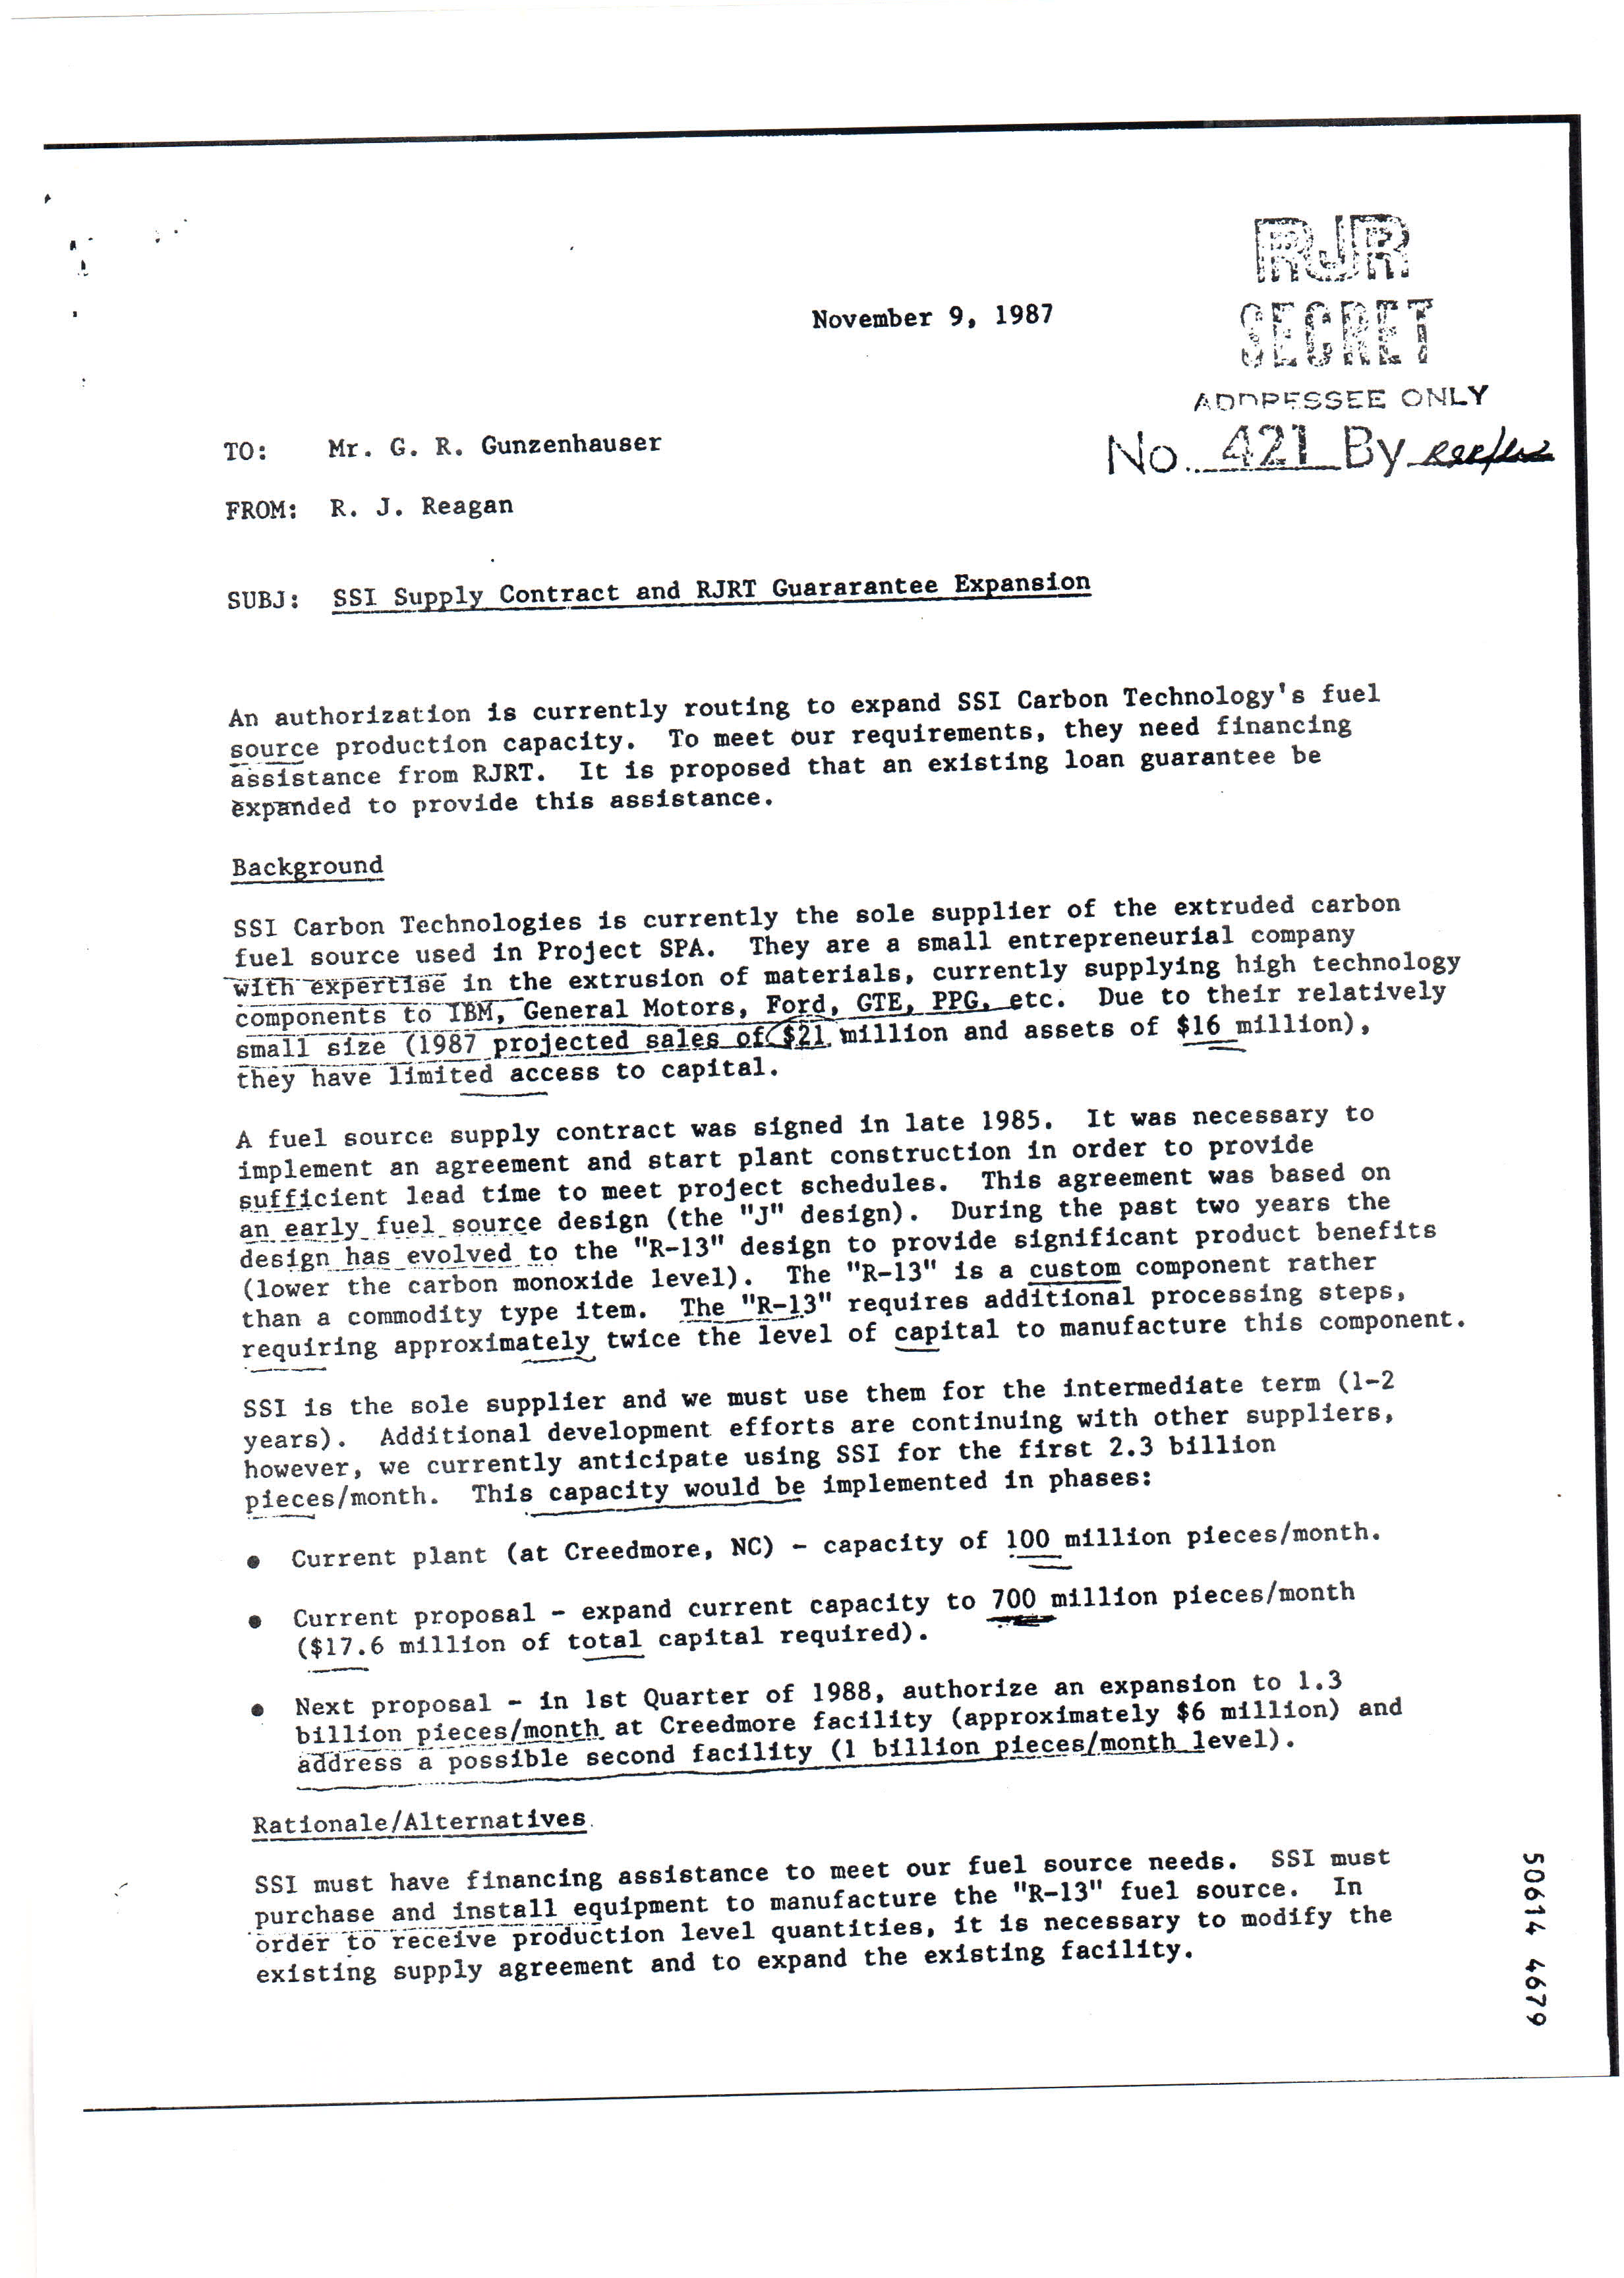 RJR
SECRET
November 9, 1987
ADDRESSEE ONLY
No. 421 By
TO: Mr. G. R. Gunzenhauser
FROM: R. J. Reagan
SUBJ: SSI Supply Contract and RJRT Guararantee Expansion
An authorization is currently routing to expand SSI Carbon Technology's fuel
source production capacity. To meet our requirements, they need financing
assistance from RJRT. It is proposed that an existing loan guarantee be
expanded to provide this assistance.
Background
SSI Carbon Technologies is currently the sole supplier of the extruded carbon
fuel source used in Project SPA. They are a small entrepreneurial company
with expertise in the extrusion of materials, currently supplying high technology
components to IBM, General Motors, Ford, GTE, PPG, etc. Due to their relatively
small size (1987 projected sales of $21 million and assets of $16 million),
they have limited access to capital.
A fuel source supply contract was signed in late 1985. It was necessary to
implement an agreement and start plant construction in order to provide
sufficient lead time to meet project schedules. This agreement was based on
an early fuel source design (the "J" design). During the past two years the
design has evolved to the "R-13" design to provide significant product benefits
(lower the carbon monoxide level). The "R-13" is a custom component rather
than a commodity type item. The "R-13" requires additional processing steps,
requiring approximately twice the level of capital to manufacture this component.
SSI is the sole supplier and we must use them for the intermediate term (1-2
years). Additional development efforts are continuing with other suppliers,
however, we currently anticipate using SSI for the first 2.3 billion
pieces/month. This capacity would be implemented in phases:
• Current plant (at Creedmore, NC) - capacity of 100 million pieces/month.
• Current proposal - expand current capacity to 700 million pieces/month
($17.6 million of total capital required).
• Next proposal - in 1st Quarter of 1988, authorize an expansion to 1.3
billion pieces/month at Creedmore facility (approximately $6 million) and
address a possible second facility (1 billion pieces/month level).
Rationale/Alternatives
SSI must have financing assistance to meet our fuel source needs. SSI must
purchase and install equipment to manufacture the "R-13" fuel source. In
order to receive production level quantities, it is necessary to modify the
existing supply agreement and to expand the existing facility.
50614 4679